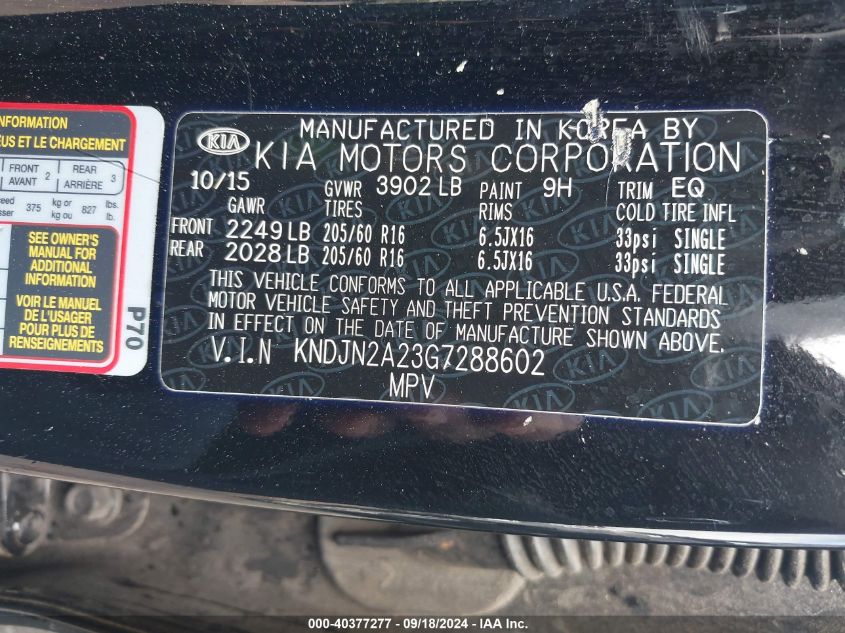 NFORMATION
EUS ET LE CHARGEMENT
FRONT 2 REAR 3
AVANT ARRIÈRE
375 kg or 827 lbs.
kg ou lb.
SEE OWNER'S
MANUAL FOR
ADDITIONAL
INFORMATION
VOIR LE MANUEL
DE L'USAGER
POUR PLUS DE
RENSEIGNEMENTS
P70
KIA
MANUFACTURED IN KOREA BY
KIA MOTORS CORPORATION
10/15 GVWR 3902 LB PAINT 9H TRIM EQ
GAWR TIRES RIMS COLD TIRE INFL
FRONT 2249 LB 205/60 R16 6.5JX16 33psi SINGLE
REAR 2028 LB 205/60 R16 6.5JX16 33psi SINGLE
THIS VEHICLE CONFORMS TO ALL APPLICABLE U.S.A. FEDERAL
MOTOR VEHICLE SAFETY AND THEFT PREVENTION STANDARDS
IN EFFECT ON THE DATE OF MANUFACTURE SHOWN ABOVE.
V.I.N KNDJN2A23G7288602
MPV
000-40377277 - 09/18/2024 - IAA Inc.